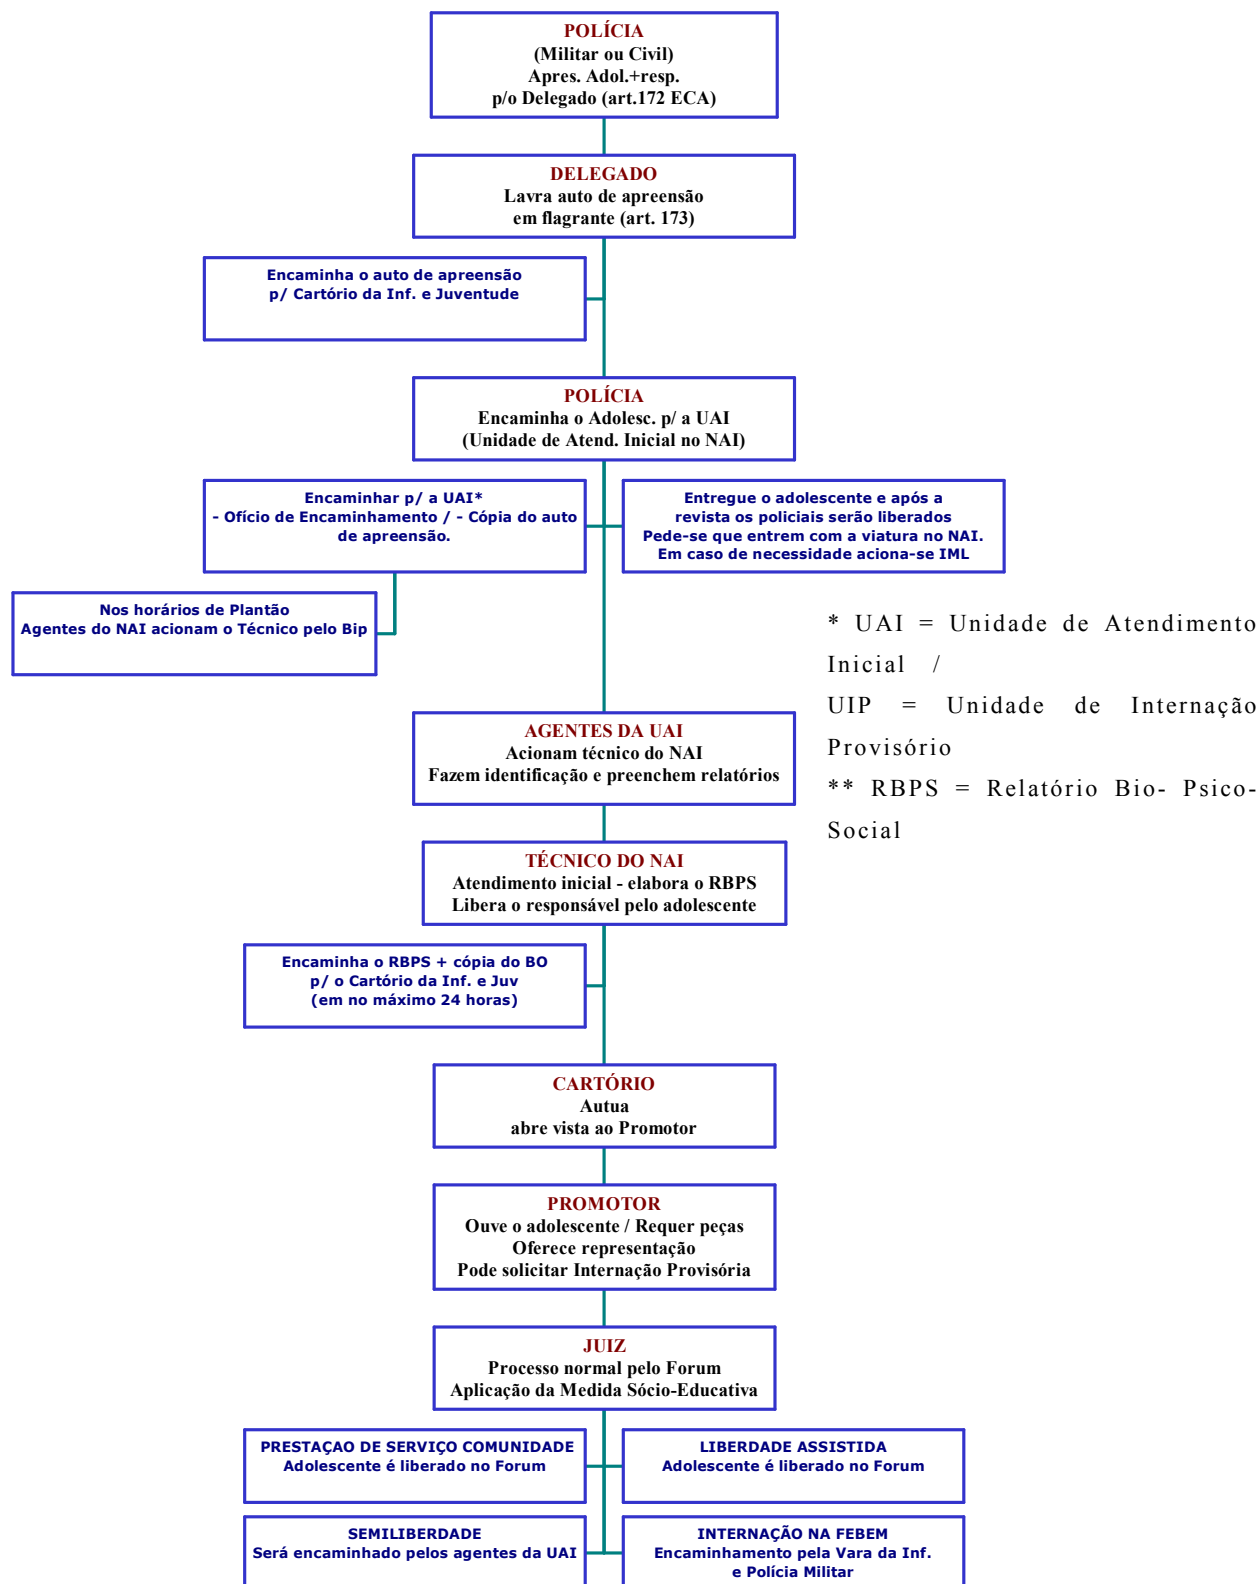 POLÍCIA
(Militar ou Civil)
Apres. Adol.+resp.
p/o Delegado (art.172 ECA)
DELEGADO
Lavra auto de apreensão
em flagrante (art. 173)
Encaminha o auto de apreensão
p/ Cartório da Inf. e Juventude
POLÍCIA
Encaminha o Adolesc. p/ a UAI
(Unidade de Atend. Inicial no NAI)
Encaminhar p/ a UAI*
- Ofício de Encaminhamento / - Cópia do auto
de apreensão.
Entregue o adolescente e após a
revista os policiais serão liberados
Pede-se que entrem com a viatura no NAI.
Em caso de necessidade aciona-se IML
Nos horários de Plantão
Agentes do NAI acionam o Técnico pelo Bip
* UAI = Unidade de Atendimento
Inicial /
UIP = Unidade de Internação
Provisório
** RBPS = Relatório Bio- Psico-
Social
AGENTES DA UAI
Acionam técnico do NAI
Fazem identificação e preenchem relatórios
TÉCNICO DO NAI
Atendimento inicial - elabora o RBPS
Libera o responsável pelo adolescente
Encaminha o RBPS + cópia do BO
p/ o Cartório da Inf. e Juv
(em no máximo 24 horas)
CARTÓRIO
Autua
abre vista ao Promotor
PROMOTOR
Ouve o adolescente / Requer peças
Oferece representação
Pode solicitar Internação Provisória
JUIZ
Processo normal pelo Forum
Aplicação da Medida Sócio-Educativa
PRESTAÇAO DE SERVIÇO COMUNIDADE
Adolescente é liberado no Forum
LIBERDADE ASSISTIDA
Adolescente é liberado no Forum
SEMILIBERDADE
Será encaminhado pelos agentes da UAI
INTERNAÇÃO NA FEBEM
Encaminhamento pela Vara da Inf.
e Polícia Militar